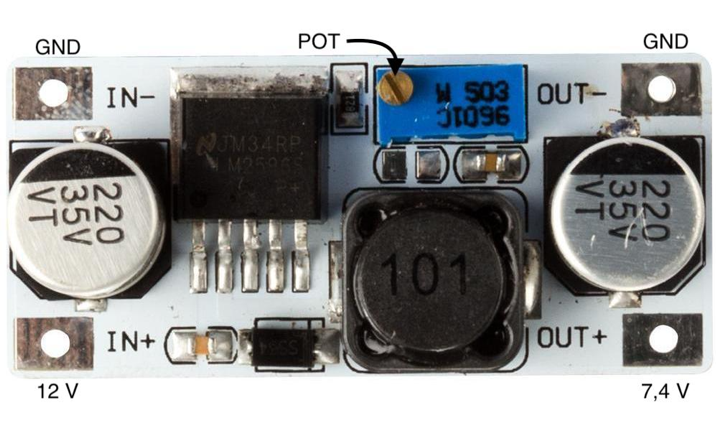 GND
POT
GND
IN-
W 503
9601C
OUT-
JM34RP
LM2596S
P+
220
35V
VT
220
35V
VT
101
IN+
OUT+
12 V
7,4 V